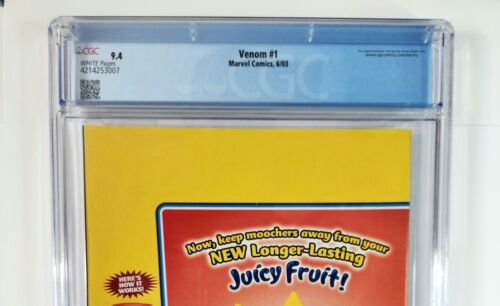 CGC
9.4
WHITE Pages
4214253007
Venom #1
Marvel Comics, 6/03
CGC
Now, keep moochers away from your
NEW Longer-Lasting
Juicy Fruit!
HERE'S
HOW IT
WORKS!